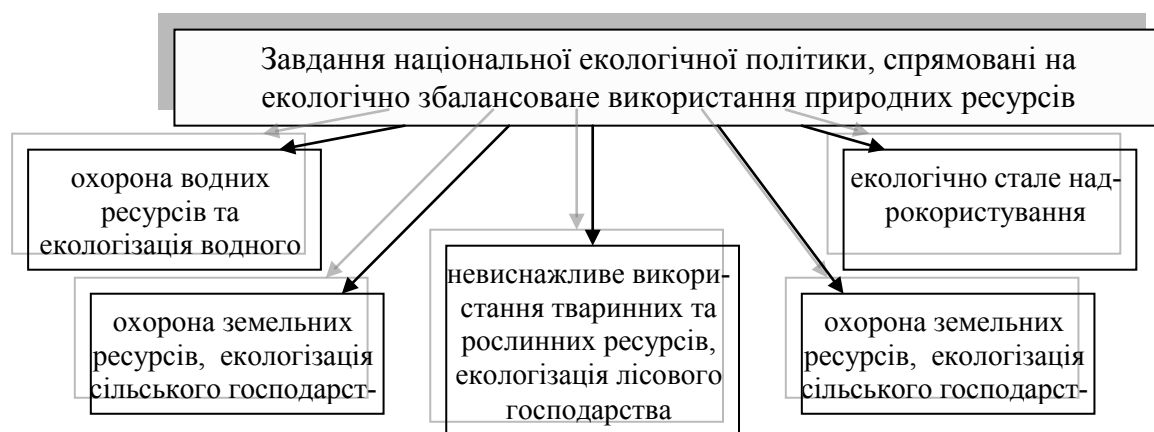 Завдання національної екологічної політики, спрямовані на
екологічно збалансоване використання природних ресурсів
охорона водних
ресурсів та
екологізація водного
екологічно стале над-
рокористування
охорона земельних
ресурсів, екологізація
сільського господарст-
невиснажливе викори-
стання тваринних та
рослинних ресурсів,
екологізація лісового
господарства
охорона земельних
ресурсів, екологізація
сільського господарст-